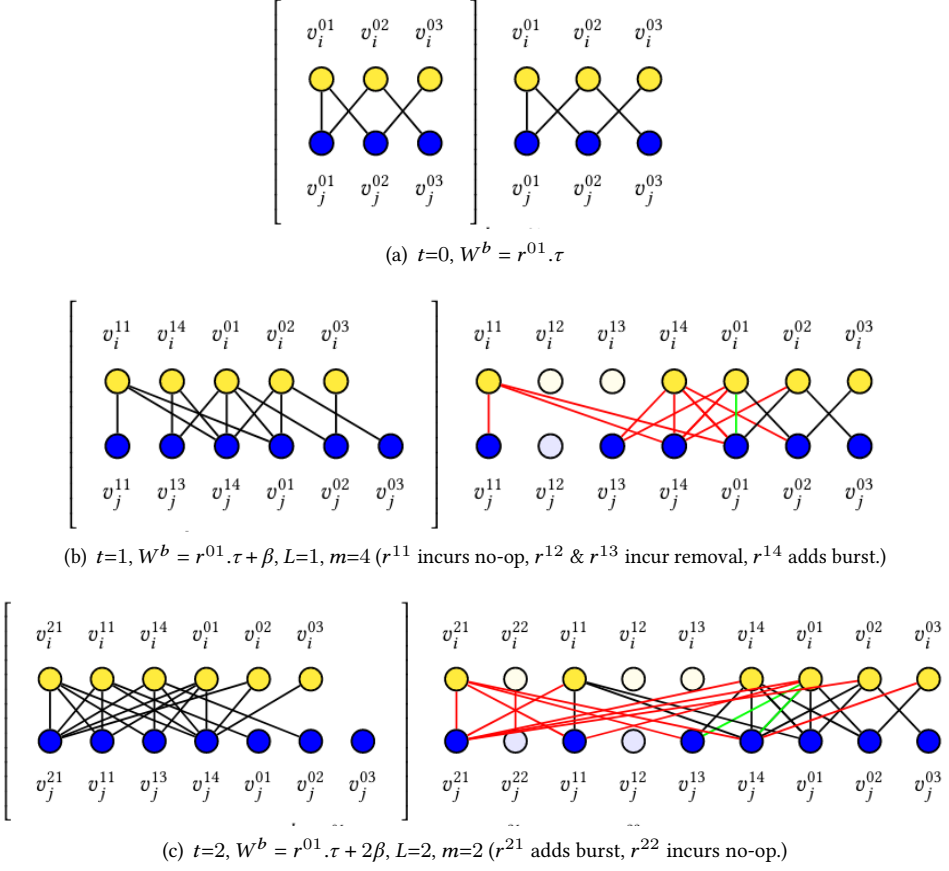 v_i^{01} v_i^{02} v_i^{03} v_i^{01} v_i^{02} v_i^{03}
v_j^{01} v_j^{02} v_j^{03} v_j^{01} v_j^{02} v_j^{03}
(a) t=0, W^b = r^{01}.τ
v_i^{11} v_i^{14} v_i^{01} v_i^{02} v_i^{03} v_i^{11} v_i^{12} v_i^{13} v_i^{14} v_i^{01} v_i^{02} v_i^{03}
v_j^{11} v_j^{13} v_j^{14} v_j^{01} v_j^{02} v_j^{03} v_j^{11} v_j^{12} v_j^{13} v_j^{14} v_j^{01} v_j^{02} v_j^{03}
(b) t=1, W^b = r^{01}.τ + β, L=1, m=4 (r^{11} incurs no-op, r^{12} & r^{13} incur removal, r^{14} adds burst.)
v_i^{21} v_i^{11} v_i^{14} v_i^{01} v_i^{02} v_i^{03} v_i^{21} v_i^{22} v_i^{11} v_i^{12} v_i^{13} v_i^{14} v_i^{01} v_i^{02} v_i^{03}
v_j^{21} v_j^{11} v_j^{13} v_j^{14} v_j^{01} v_j^{02} v_j^{03} v_j^{21} v_j^{22} v_j^{11} v_j^{12} v_j^{13} v_j^{14} v_j^{01} v_j^{02} v_j^{03}
(c) t=2, W^b = r^{01}.τ + 2β, L=2, m=2 (r^{21} adds burst, r^{22} incurs no-op.)